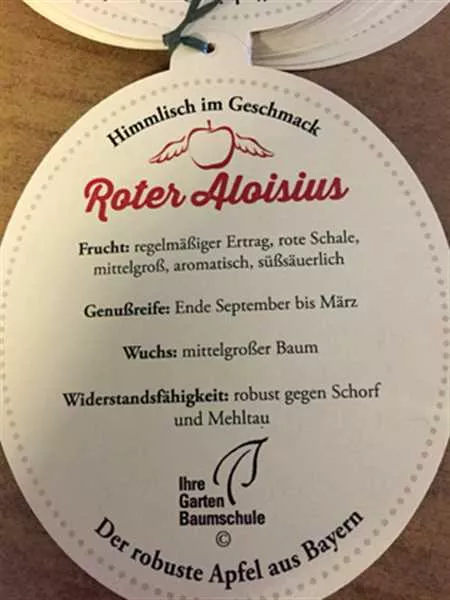 Himmlisch im Geschmack
Roter Aloisius
Frucht: regelmäßiger Ertrag, rote Schale,
mittelgroß, aromatisch, süßsäuerlich
Genußreife: Ende September bis März
Wuchs: mittelgroßer Baum
Widerstandsfähigkeit: robust gegen Schorf
und Mehltau
Ihre
Garten
Baumschule
©
Der robuste Apfel aus Bayern